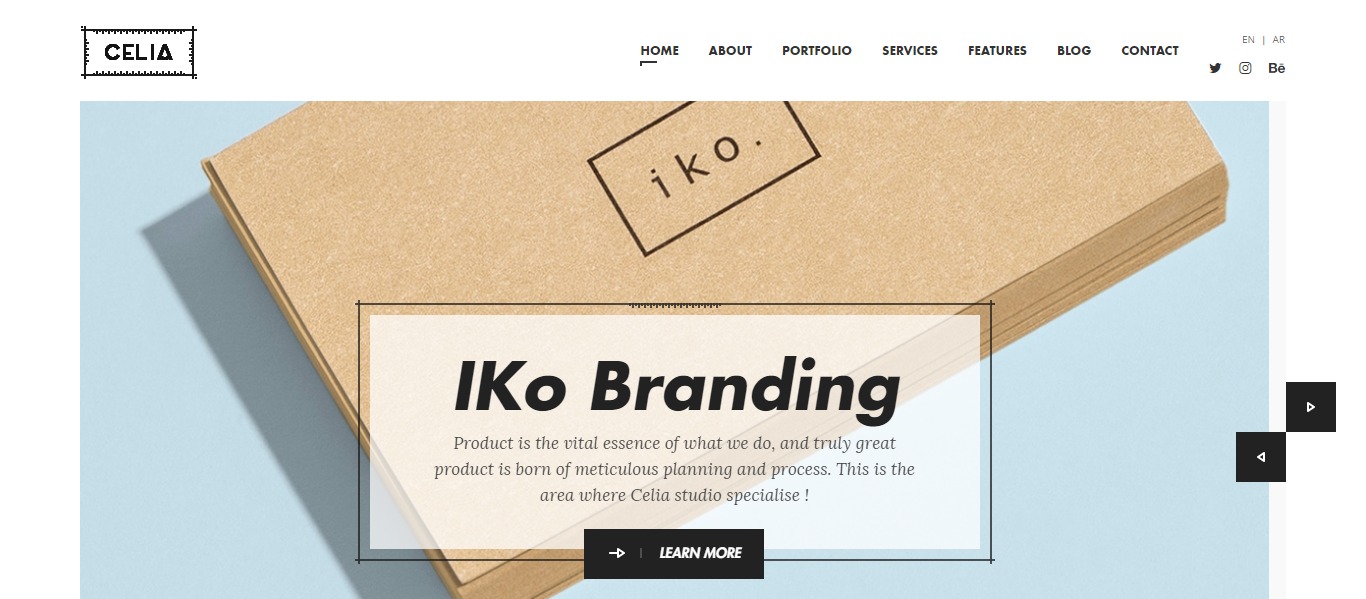 CELIA
HOME ABOUT PORTFOLIO SERVICES FEATURES BLOG CONTACT
EN | AR
Bē
iko.
IKo Branding
Product is the vital essence of what we do, and truly great
product is born of meticulous planning and process. This is the
area where Celia studio specialise !
LEARN MORE